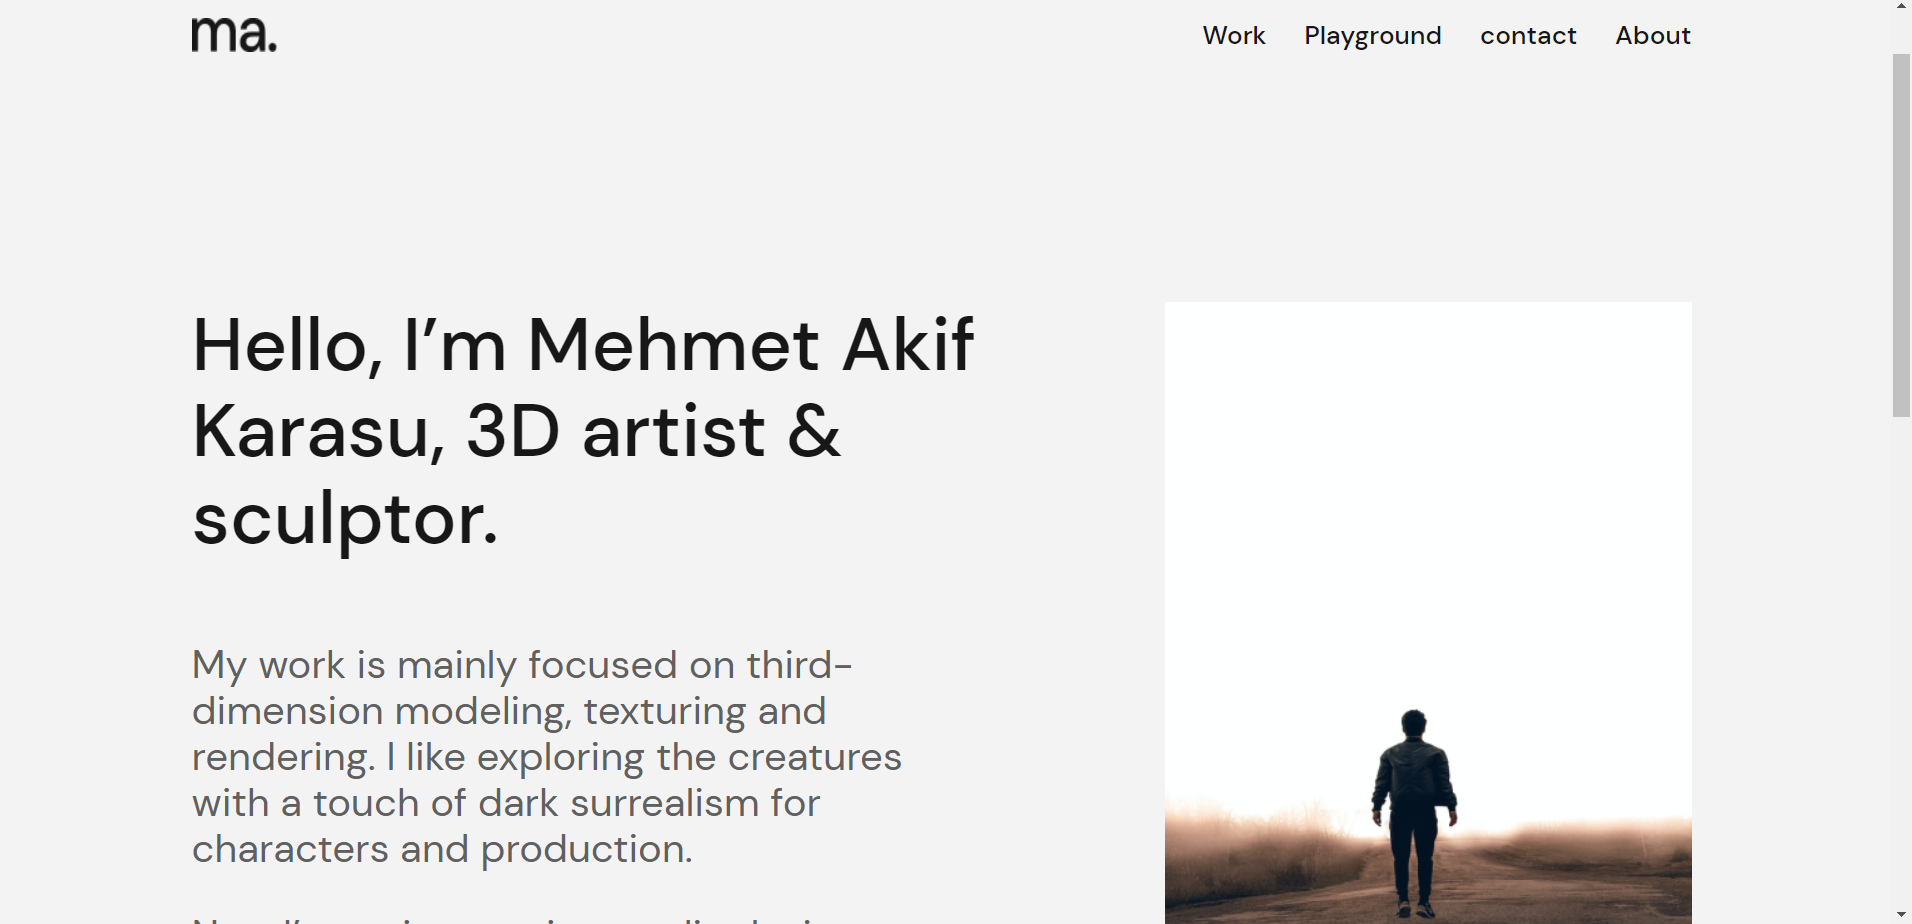 ma.
Work Playground contact About
Hello, I’m Mehmet Akif
Karasu, 3D artist &
sculptor.
My work is mainly focused on third-
dimension modeling, texturing and
rendering. I like exploring the creatures
with a touch of dark surrealism for
characters and production.